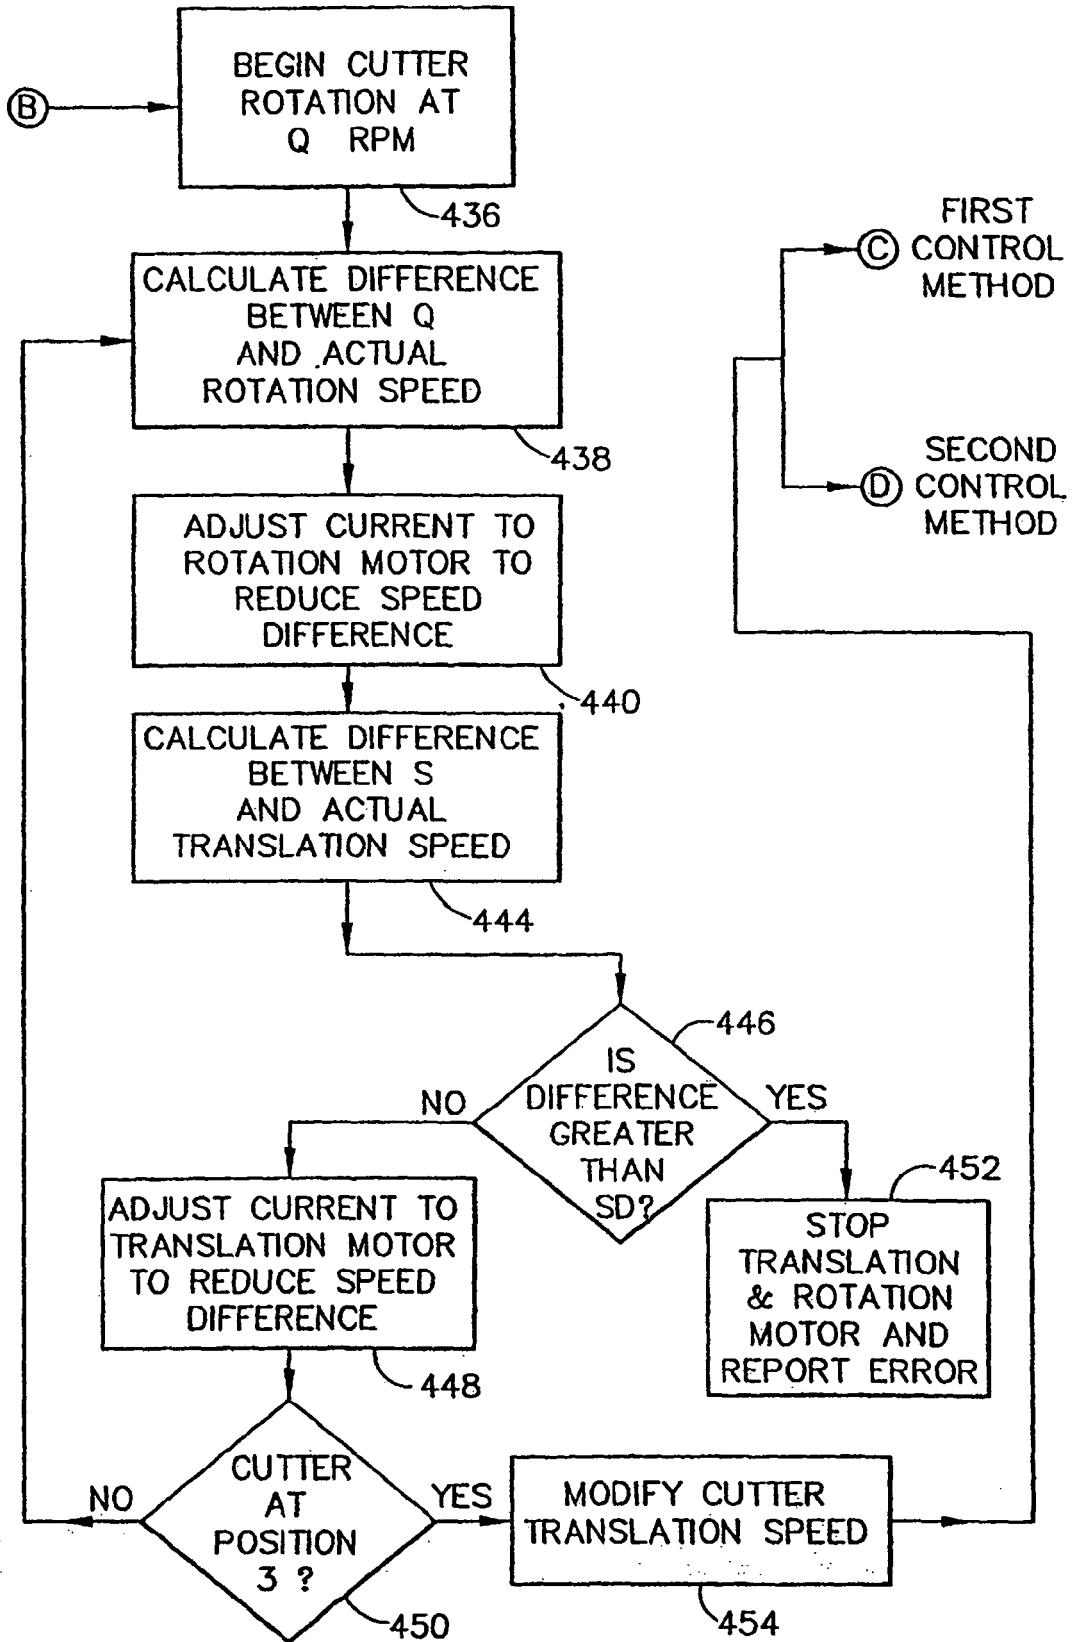 B
BEGIN CUTTER
ROTATION AT
Q RPM
436
CALCULATE DIFFERENCE
BETWEEN Q
AND ACTUAL
ROTATION SPEED
438
ADJUST CURRENT TO
ROTATION MOTOR TO
REDUCE SPEED
DIFFERENCE
440
CALCULATE DIFFERENCE
BETWEEN S
AND ACTUAL
TRANSLATION SPEED
444
446
IS
DIFFERENCE
GREATER
THAN
SD?
NO
YES
ADJUST CURRENT TO
TRANSLATION MOTOR
TO REDUCE SPEED
DIFFERENCE
448
452
STOP
TRANSLATION
& ROTATION
MOTOR AND
REPORT ERROR
CUTTER
AT
POSITION
3 ?
NO
YES
450
MODIFY CUTTER
TRANSLATION SPEED
454
C
FIRST
CONTROL
METHOD
D
SECOND
CONTROL
METHOD